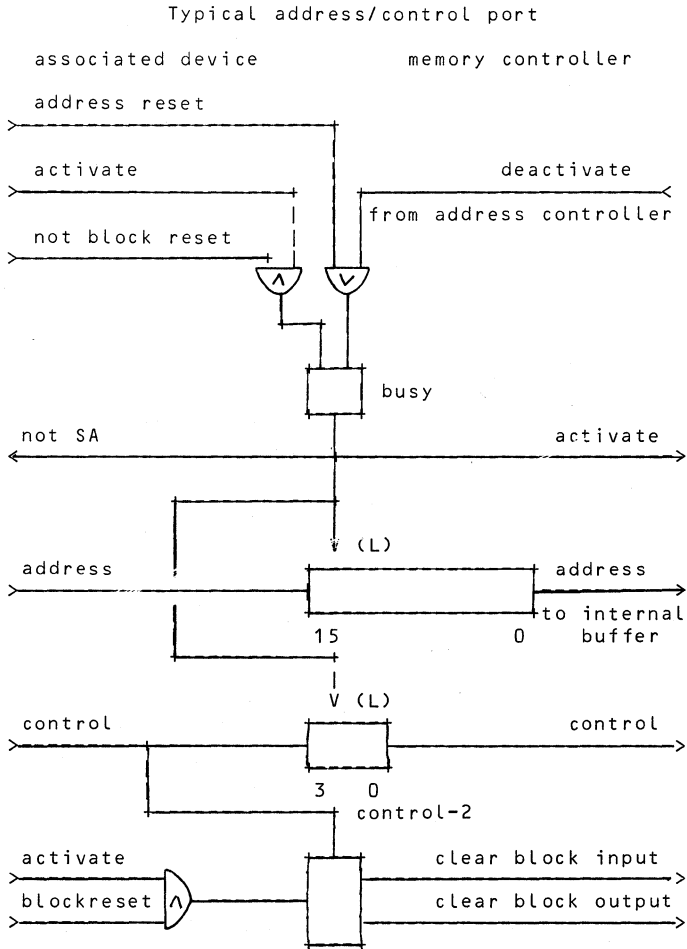 Typical address/control port
associated device memory controller
address reset
activate deactivate
from address controller
not block reset
Λ V
busy
not SA activate
V (L)
address address
to internal
15 0 buffer
V (L)
control control
3 0
control-2
activate clear block input
blockreset Λ clear block output